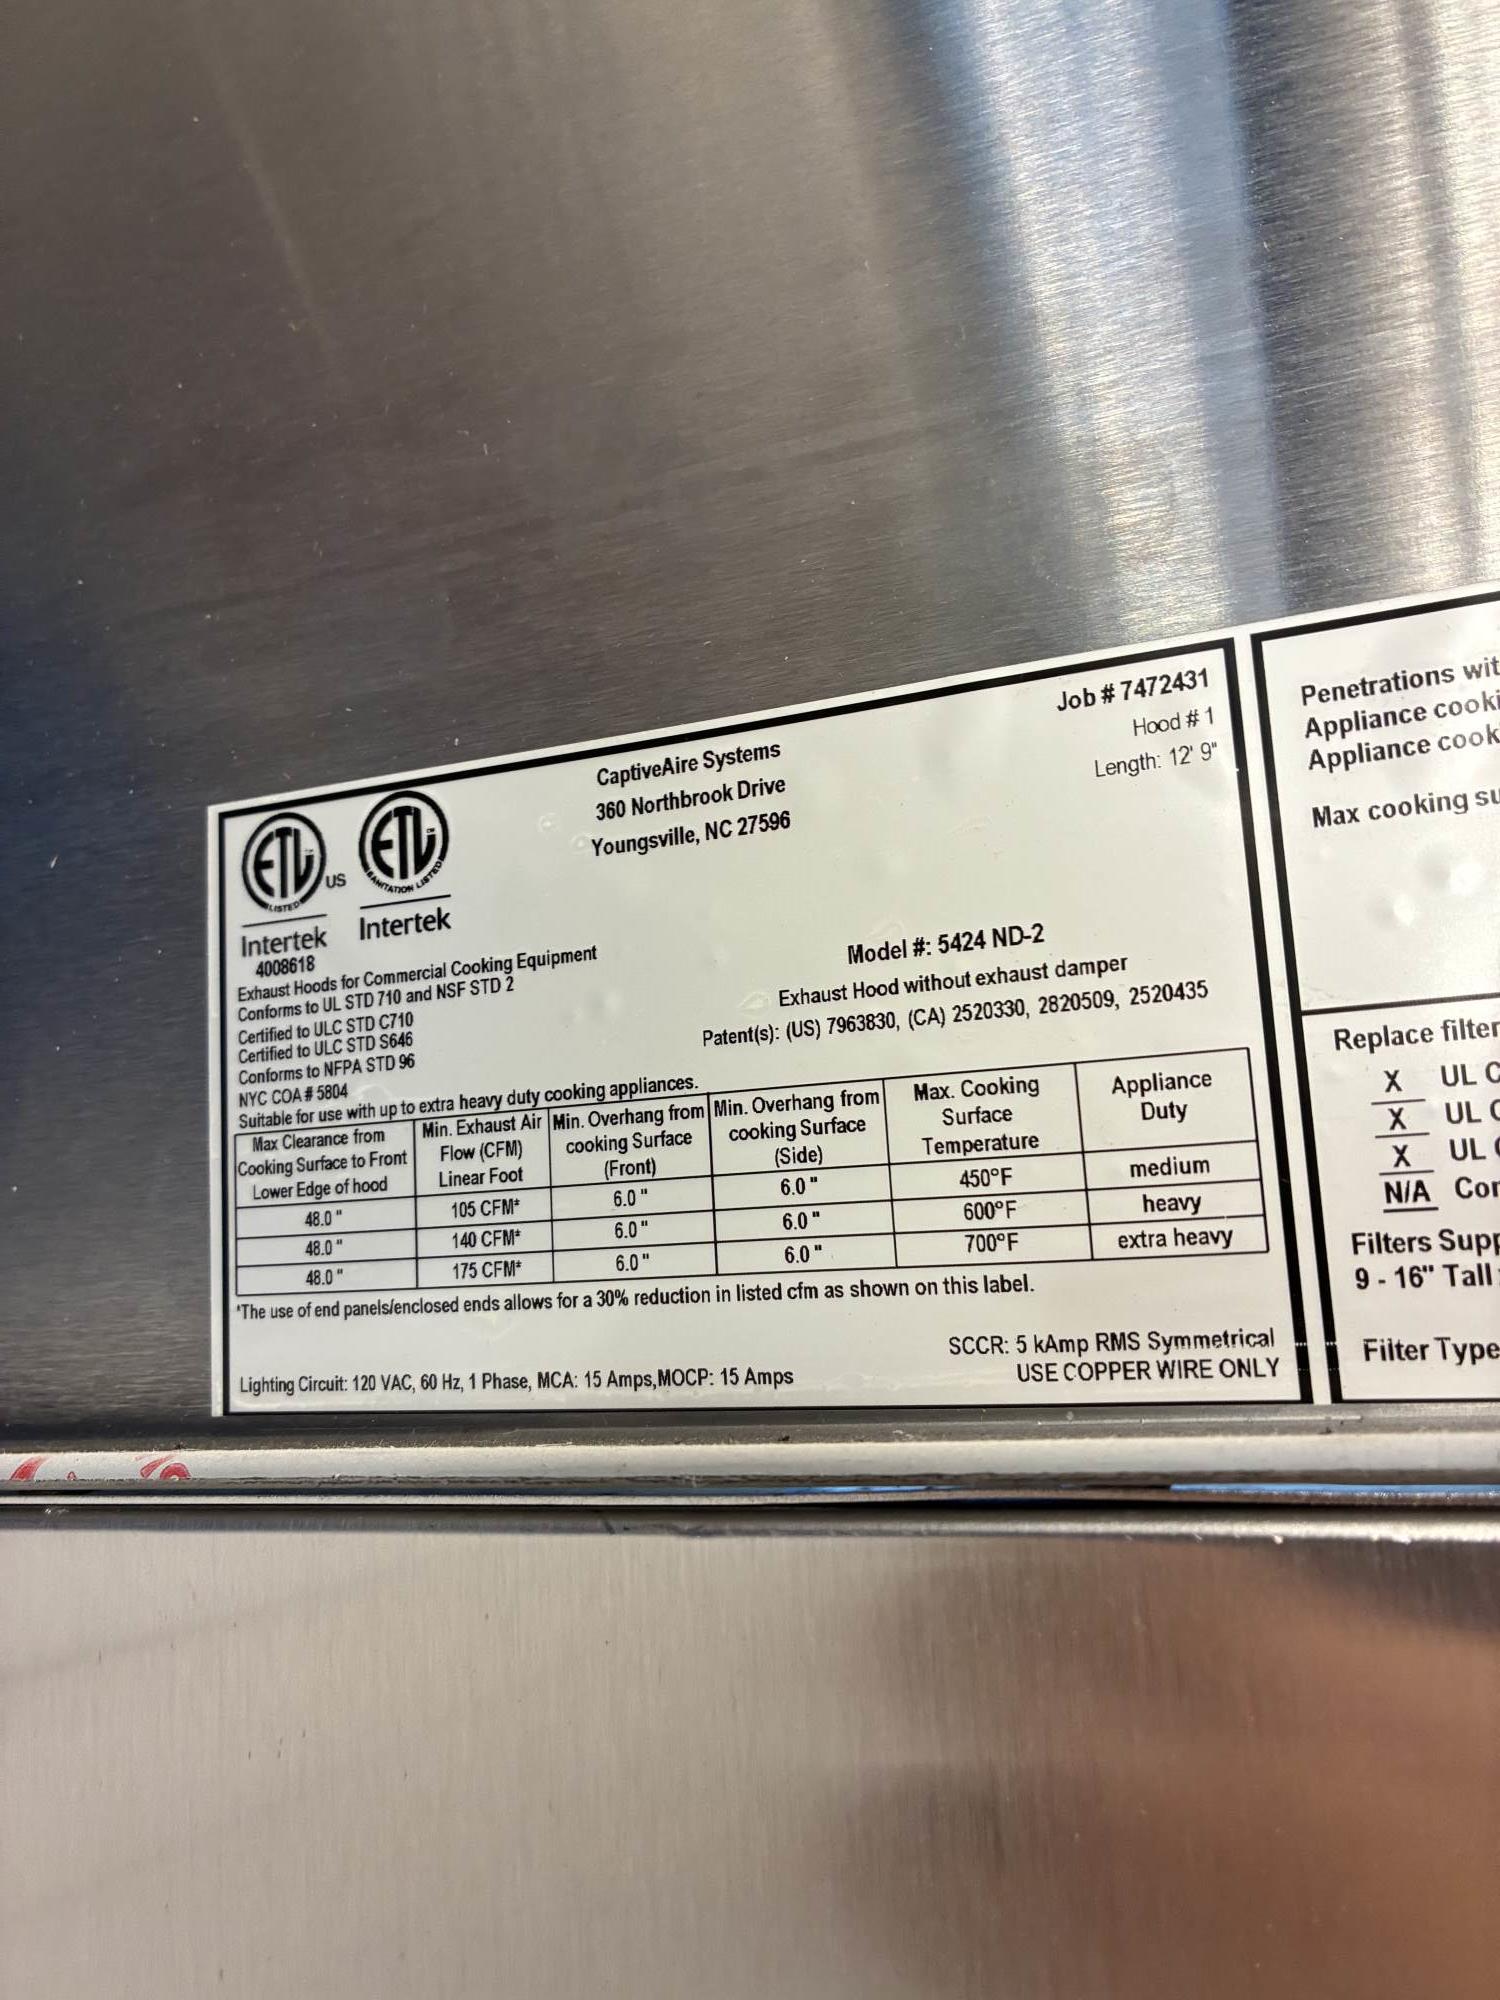 Job # 7472431
Hood # 1
Length: 12' 9"
CaptiveAire Systems
360 Northbrook Drive
Youngsville, NC 27596
ETL
LISTED
US
Intertek
4008618
ETL
SANITATION LISTED
Intertek
Exhaust Hoods for Commercial Cooking Equipment
Conforms to UL STD 710 and NSF STD 2
Certified to ULC STD C710
Certified to ULC STD S646
Conforms to NFPA STD 96
NYC COA # 5804
Suitable for use with up to extra heavy duty cooking appliances.
Model #: 5424 ND-2
Exhaust Hood without exhaust damper
Patent(s): (US) 7963830, (CA) 2520330, 2820509, 2520435
Max Clearance from Cooking Surface to Front Lower Edge of hood
Min. Exhaust Air Flow (CFM) Linear Foot
Min. Overhang from cooking Surface (Front)
Min. Overhang from cooking Surface (Side)
Max. Cooking Surface Temperature
Appliance Duty
48.0 " 105 CFM* 6.0 " 6.0 " 450°F medium
48.0 " 140 CFM* 6.0 " 6.0 " 600°F heavy
48.0 " 175 CFM* 6.0 " 6.0 " 700°F extra heavy
*The use of end panels/enclosed ends allows for a 30% reduction in listed cfm as shown on this label.
SCCR: 5 kAmp RMS Symmetrical
USE COPPER WIRE ONLY
Lighting Circuit: 120 VAC, 60 Hz, 1 Phase, MCA: 15 Amps,MOCP: 15 Amps
Penetrations
Appliance
Appliance
Max cooking
Replace
X UL
X UL
X UL
N/A
Filters
9 - 16" Tall
Filter Type